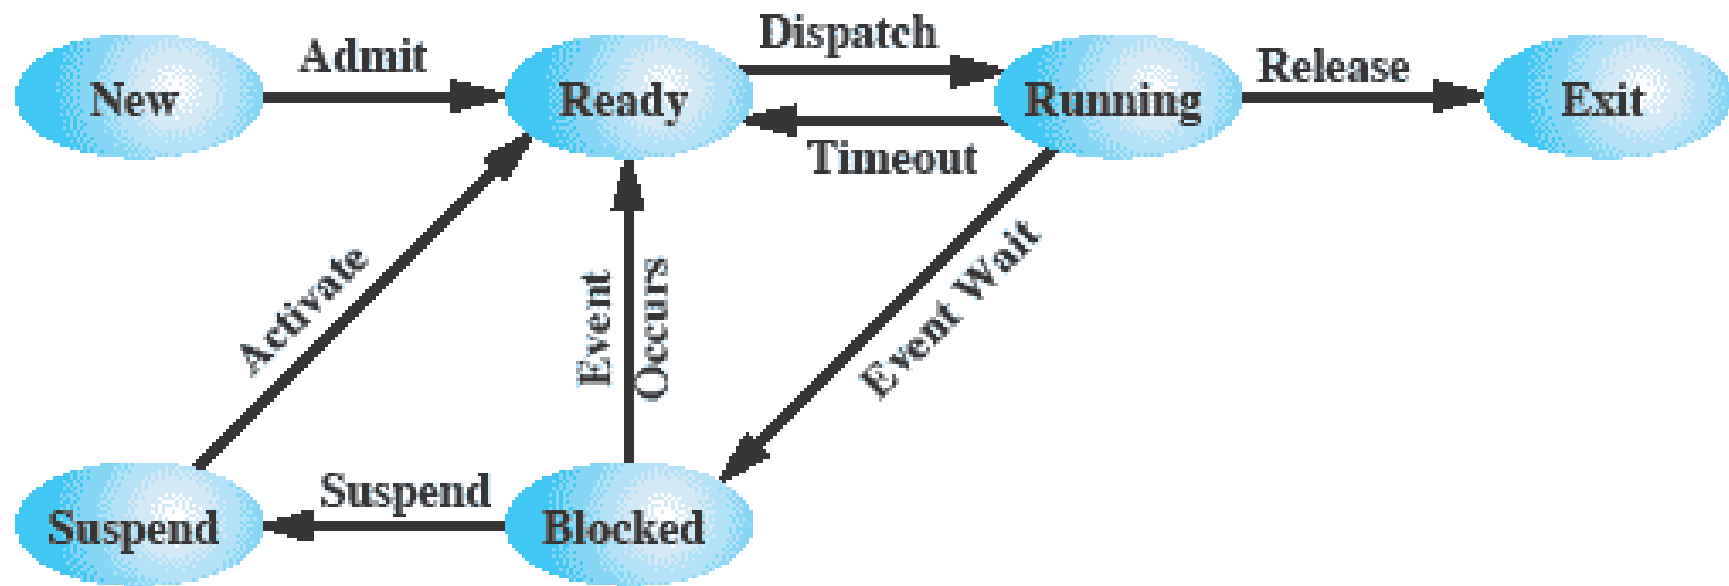 Admit
Dispatch
New
Ready
Running
Release
Exit
Timeout
Activate
Event
Occurs
Event Wait
Suspend
Suspend
Blocked